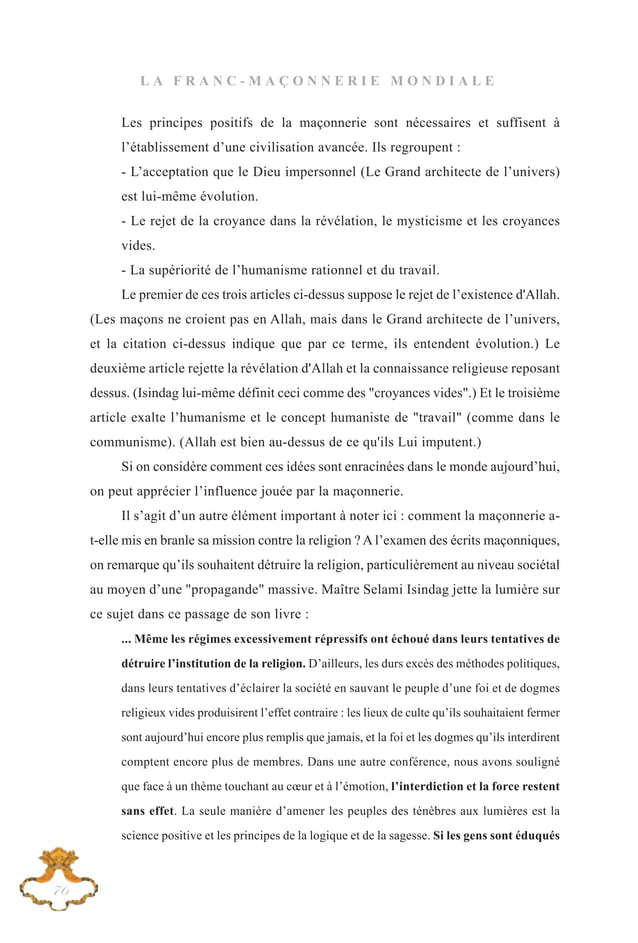 LA FRANC-MAÇONNERIE MONDIALE
Les principes positifs de la maçonnerie sont nécessaires et suffisent à
l’établissement d’une civilisation avancée. Ils regroupent :
- L’acceptation que le Dieu impersonnel (Le Grand architecte de l’univers)
est lui-même évolution.
- Le rejet de la croyance dans la révélation, le mysticisme et les croyances
vides.
- La supériorité de l’humanisme rationnel et du travail.
Le premier de ces trois articles ci-dessus suppose le rejet de l’existence d'Allah.
(Les maçons ne croient pas en Allah, mais dans le Grand architecte de l’univers,
et la citation ci-dessus indique que par ce terme, ils entendent évolution.) Le
deuxième article rejette la révélation d'Allah et la connaissance religieuse reposant
dessus. (Isindag lui-même définit ceci comme des "croyances vides".) Et le troisième
article exalte l’humanisme et le concept humaniste de "travail" (comme dans le
communisme). (Allah est bien au-dessus de ce qu'ils Lui imputent.)
Si on considère comment ces idées sont enracinées dans le monde aujourd’hui,
on peut apprécier l’influence jouée par la maçonnerie.
Il s’agit d’un autre élément important à noter ici : comment la maçonnerie a-
t-elle mis en branle sa mission contre la religion ? A l’examen des écrits maçonniques,
on remarque qu’ils souhaitent détruire la religion, particulièrement au niveau sociétal
au moyen d’une "propagande" massive. Maître Selami Isindag jette la lumière sur
ce sujet dans ce passage de son livre :
... Même les régimes excessivement répressifs ont échoué dans leurs tentatives de
détruire l’institution de la religion. D’ailleurs, les durs excès des méthodes politiques,
dans leurs tentatives d’éclairer la société en sauvant le peuple d’une foi et de dogmes
religieux vides produisirent l’effet contraire : les lieux de culte qu’ils souhaitaient fermer
sont aujourd’hui encore plus remplis que jamais, et la foi et les dogmes qu’ils interdirent
comptent encore plus de membres. Dans une autre conférence, nous avons souligné
que face à un thème touchant au cœur et à l’émotion, l’interdiction et la force restent
sans effet. La seule manière d’amener les peuples des ténèbres aux lumières est la
science positive et les principes de la logique et de la sagesse. Si les gens sont éduqués
76